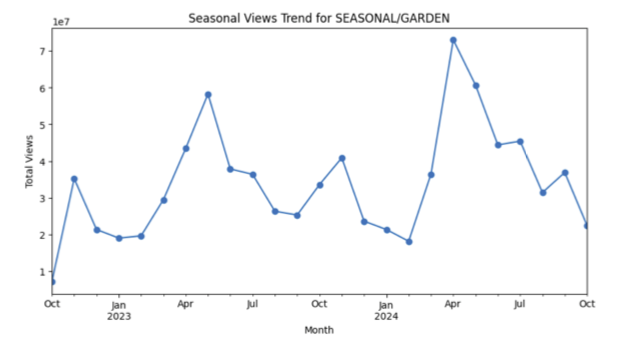 Seasonal Views Trend for SEASONAL/GARDEN
1e7
7
6
5
4
3
2
1
Total Views
Oct Jan Apr Jul Oct Jan Apr Jul Oct
2023 2024
Month